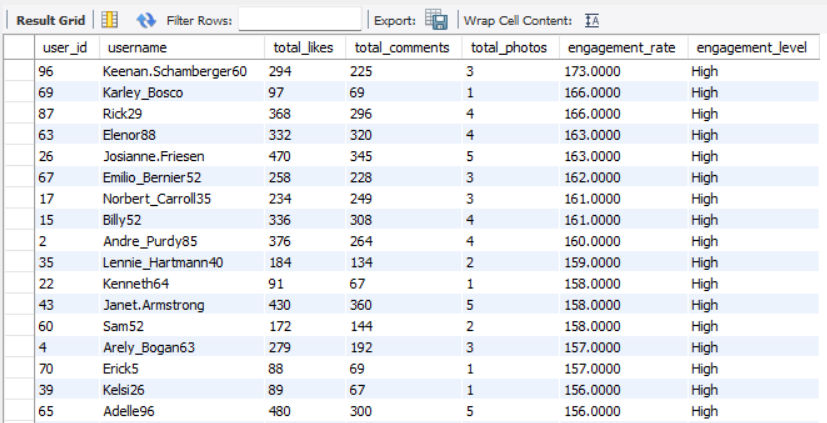 Result Grid Filter Rows: Export: Wrap Cell Content: IA
user_id username total_likes total_comments total_photos engagement_rate engagement_level
96 Keenan.Schamberger60 294 225 3 173.0000 High
69 Karley_Bosco 97 69 1 166.0000 High
87 Rick29 368 296 4 166.0000 High
63 Elenor88 332 320 4 163.0000 High
26 Josianne.Friesen 470 345 5 163.0000 High
67 Emilio_Bernier52 258 228 3 162.0000 High
17 Norbert_Carroll35 234 249 3 161.0000 High
15 Billy52 336 308 4 161.0000 High
2 Andre_Purdy85 376 264 4 160.0000 High
35 Lennie_Hartmann40 184 134 2 159.0000 High
22 Kenneth64 91 67 1 158.0000 High
43 Janet.Armstrong 430 360 5 158.0000 High
60 Sam52 172 144 2 158.0000 High
4 Arely_Bogan63 279 192 3 157.0000 High
70 Erick5 88 69 1 157.0000 High
39 Kelsi26 89 67 1 156.0000 High
65 Adelle96 480 300 5 156.0000 High